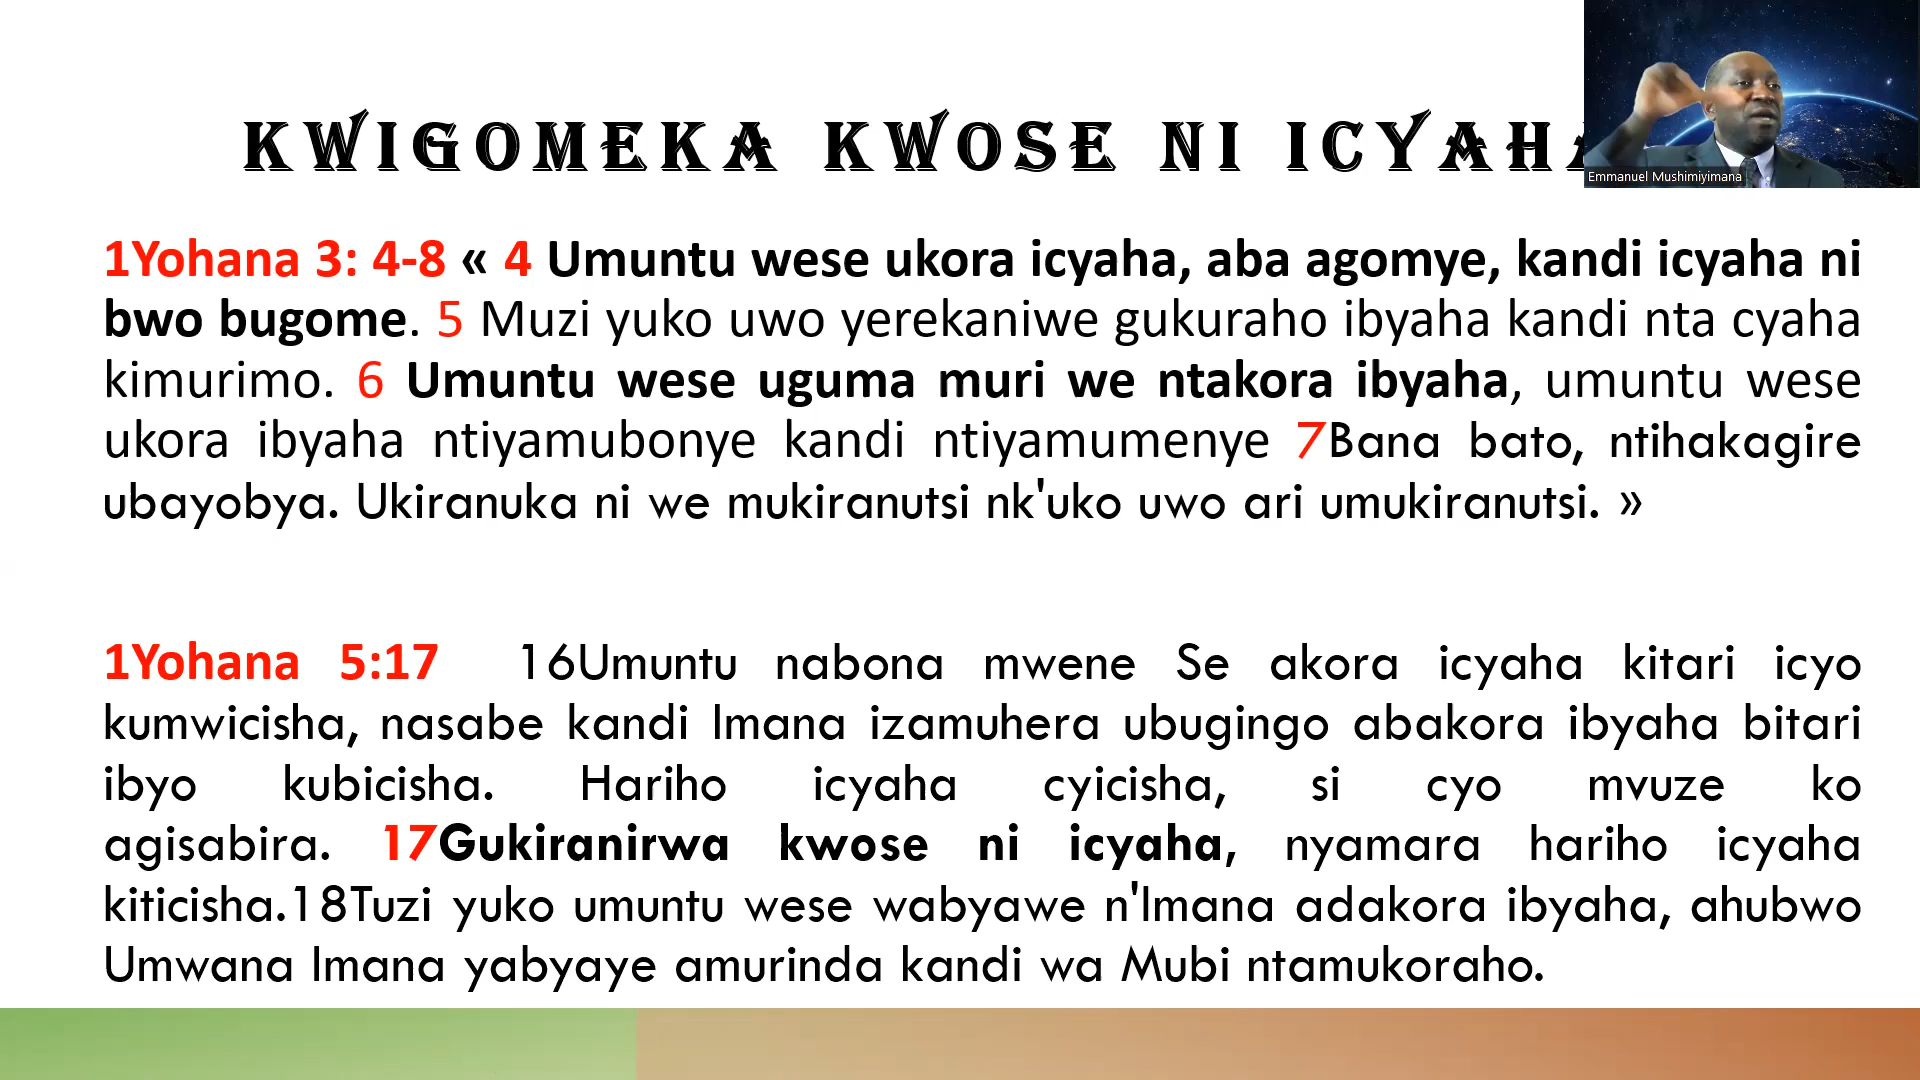 KWIGOMEKA KWOSE NI ICYAHA
Emmanuel Mushimiyimana
1Yohana 3: 4-8 « 4 Umuntu wese ukora icyaha, aba agomye, kandi icyaha ni
bwo bugome. 5 Muzi yuko uwo yerekaniwe gukuraho ibyaha kandi nta cyaha
kimurimo. 6 Umuntu wese uguma muri we ntakora ibyaha, umuntu wese
ukora ibyaha ntiyamubonye kandi ntiyamumenye 7Bana bato, ntihakagire
ubayobya. Ukiranuka ni we mukiranutsi nk'uko uwo ari umukiranutsi. »
1Yohana 5:17 16Umuntu nabona mwene Se akora icyaha kitari icyo
kumwicisha, nasabe kandi Imana izamuhera ubugingo abakora ibyaha bitari
ibyo kubicisha. Hariho icyaha cyicisha, si cyo mvuze ko
agisabira. 17Gukiranirwa kwose ni icyaha, nyamara hariho icyaha
kiticisha.18Tuzi yuko umuntu wese wabyawe n'Imana adakora ibyaha, ahubwo
Umwana Imana yabyaye amurinda kandi wa Mubi ntamukoraho.